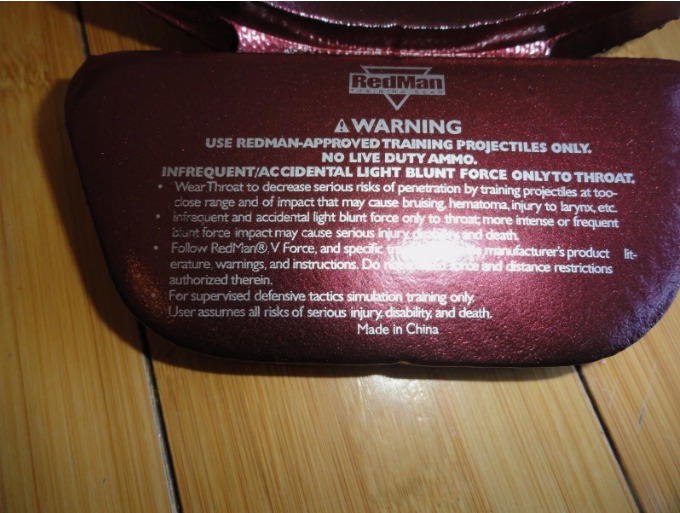 RedMan
TRAINING GEAR
⚠WARNING
USE REDMAN-APPROVED TRAINING PROJECTILES ONLY.
NO LIVE DUTY AMMO.
INFREQUENT/ACCIDENTAL LIGHT BLUNT FORCE ONLY TO THROAT.
• Wear Throat to decrease serious risks of penetration by training projectiles at too-
close range and of impact that may cause bruising, hematoma, injury to larynx, etc.
• infrequent and accidental light blunt force only to throat; more intense or frequent
blunt force impact may cause serious injury, disability, and death.
• Follow RedMan®, V Force, and specific manufacturer's product lit-
erature, warnings, and instructions. Do and distance restrictions
authorized therein.
For supervised defensive tactics simulation training only.
User assumes all risks of serious injury, disability, and death.
Made in China